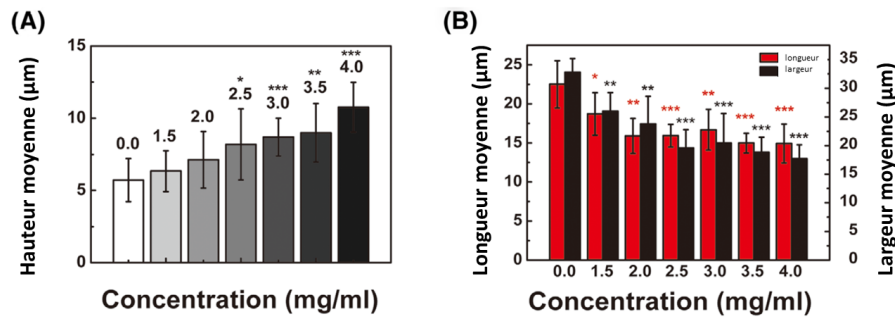 (A)
Hauteur moyenne (μm)
15
10
5
0
0.0
1.5
2.0
*
2.5
***
3.0
**
3.5
***
4.0
Concentration (mg/ml)
(B)
Longueur moyenne (μm)
25
20
15
10
5
0
longueur
largeur
* ** ** ** *** *** ** *** *** *** *** ***
0.0 1.5 2.0 2.5 3.0 3.5 4.0
Concentration (mg/ml)
35
30
25
20
15
10
5
0
Largeur moyenne (μm)